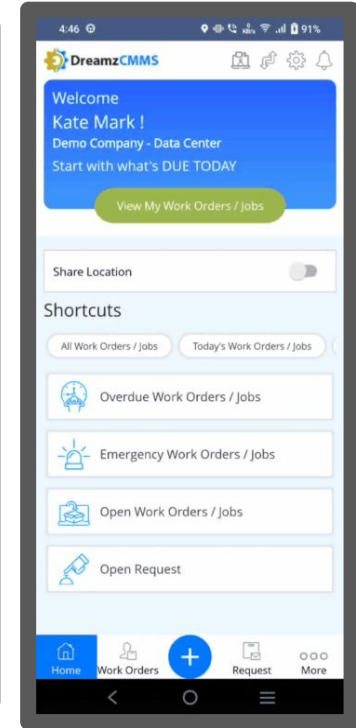 4:46
91%
DreamzCMMS
Welcome
Kate Mark !
Demo Company - Data Center
Start with what's DUE TODAY
View My Work Orders / Jobs
Share Location
Shortcuts
All Work Orders / Jobs
Today's Work Orders / Jobs
Overdue Work Orders / Jobs
Emergency Work Orders / Jobs
Open Work Orders / Jobs
Open Request
Home
Work Orders
Request
More